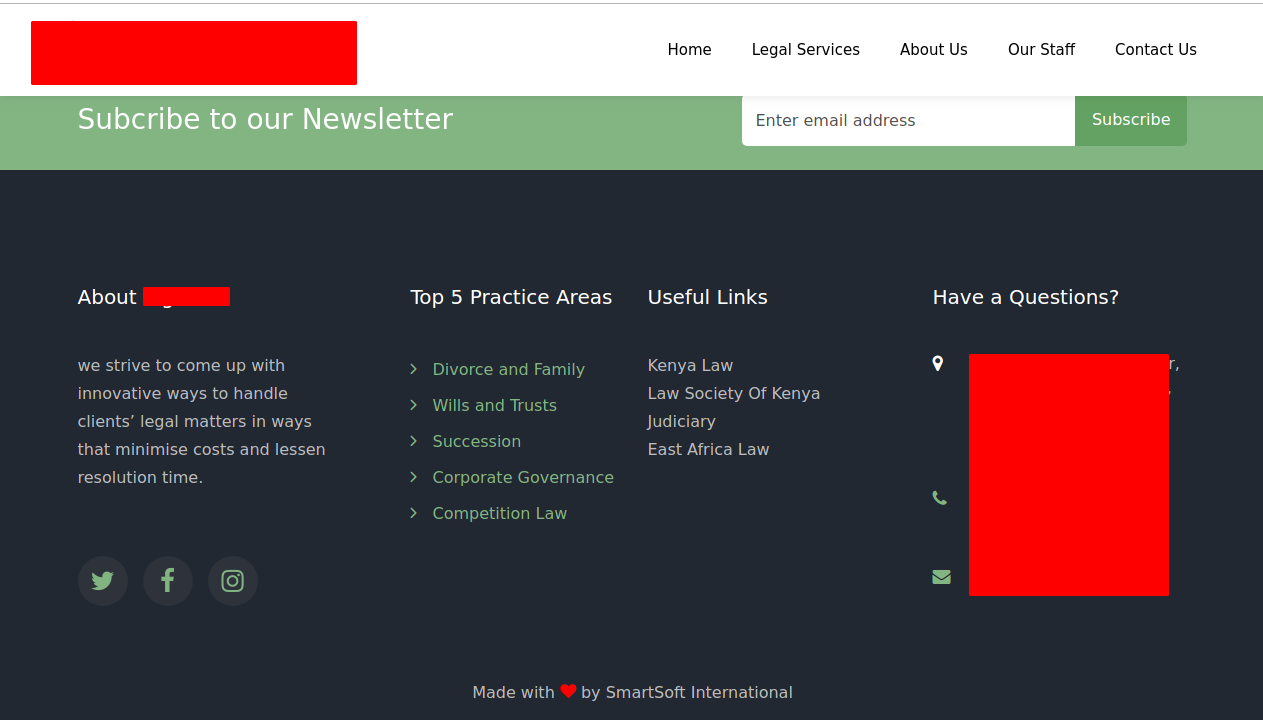 Home Legal Services About Us Our Staff Contact Us
Subcribe to our Newsletter
Enter email address
Subscribe
About
we strive to come up with
innovative ways to handle
clients’ legal matters in ways
that minimise costs and lessen
resolution time.
Top 5 Practice Areas
Divorce and Family
Wills and Trusts
Succession
Corporate Governance
Competition Law
Useful Links
Kenya Law
Law Society Of Kenya
Judiciary
East Africa Law
Have a Questions?
Made with ❤ by SmartSoft International